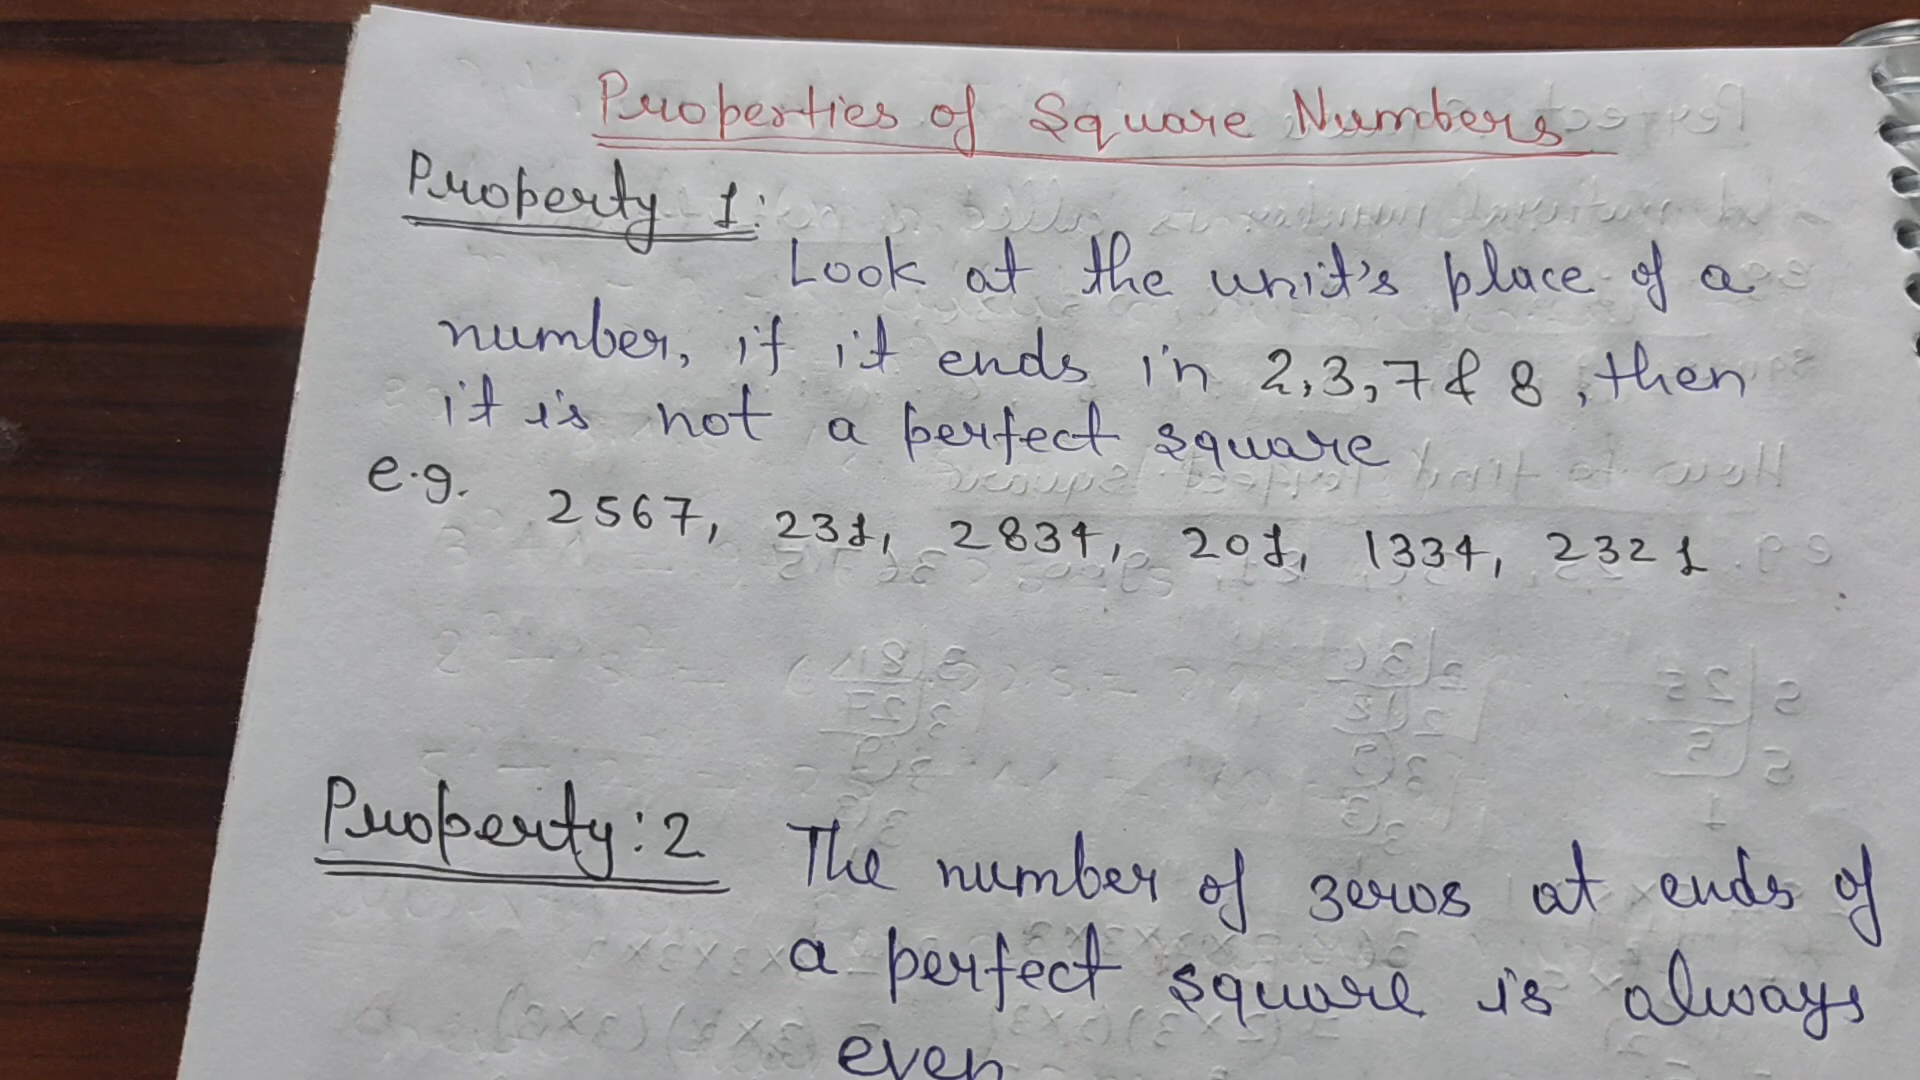 Properties of Square Numbers
Property 1:
Look at the unit's place of a
number, if it ends in 2,3,7 & 8, then
it is not a perfect square
e.g. 2567, 231, 2834, 201, 1334, 2321
Property:2 The number of zeros at ends of
a perfect square is always
even